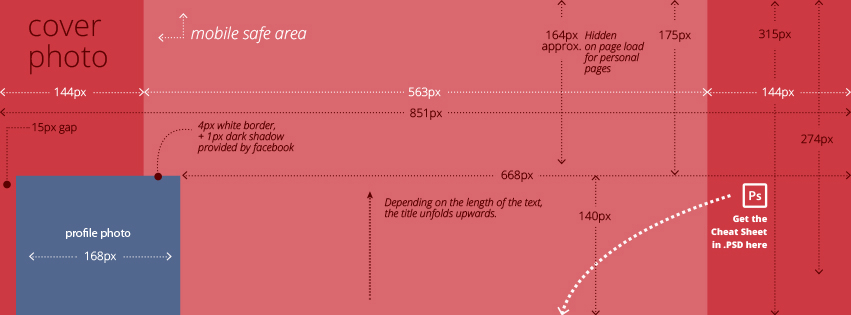 cover
photo
mobile safe area
164px
approx.
Hidden
on page load
for personal
pages
175px
315px
144px
563px
144px
851px
15px gap
4px white border,
+ 1px dark shadow
provided by facebook
274px
668px
Depending on the length of the text,
the title unfolds upwards.
140px
Ps
Get the
Cheat Sheet
in .PSD here
profile photo
168px